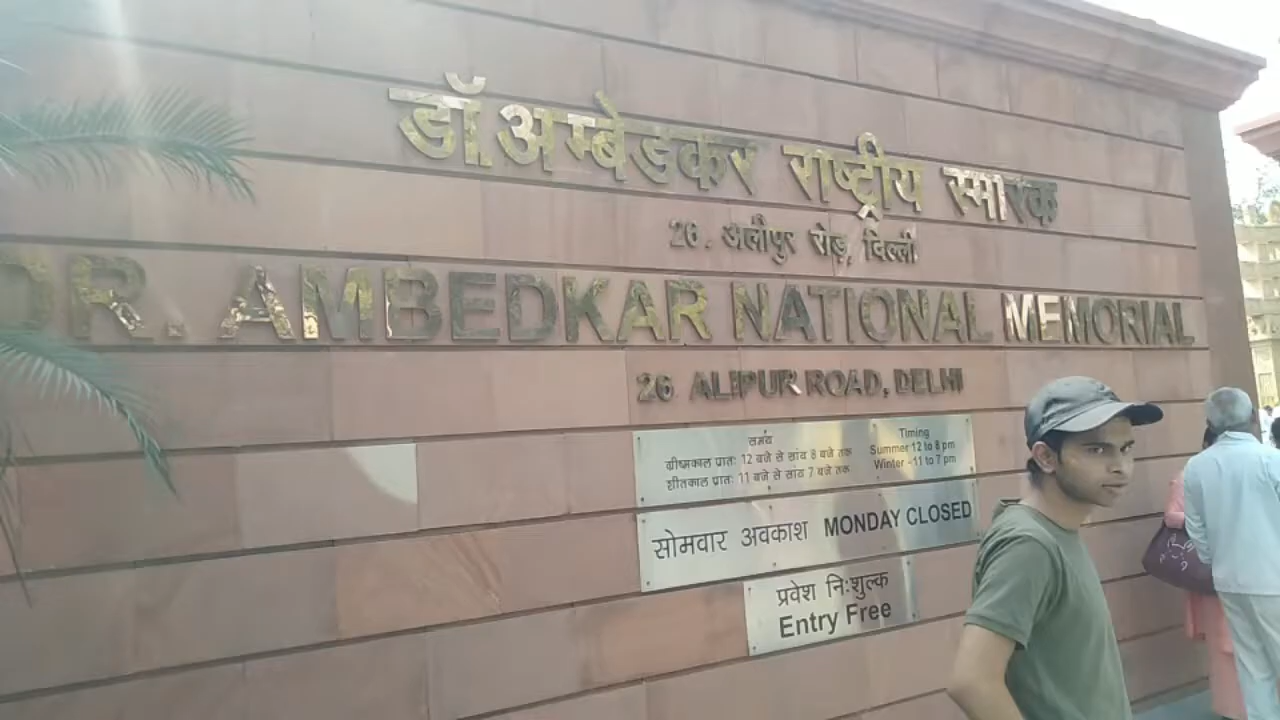 डॉ. अम्बेडकर राष्ट्रीय स्मारक
26, अलीपुर रोड़, दिल्ली
DR. AMBEDKAR NATIONAL MEMORIAL
26 ALIPUR ROAD, DELHI
समय
ग्रीष्मकाल प्रातः 12 बजे से सांय 8 बजे तक
शीतकाल प्रातः 11 बजे से सांय 7 बजे तक
Timing
Summer 12 to 8 pm
Winter - 11 to 7 pm
सोमवार अवकाश MONDAY CLOSED
प्रवेश निःशुल्क
Entry Free